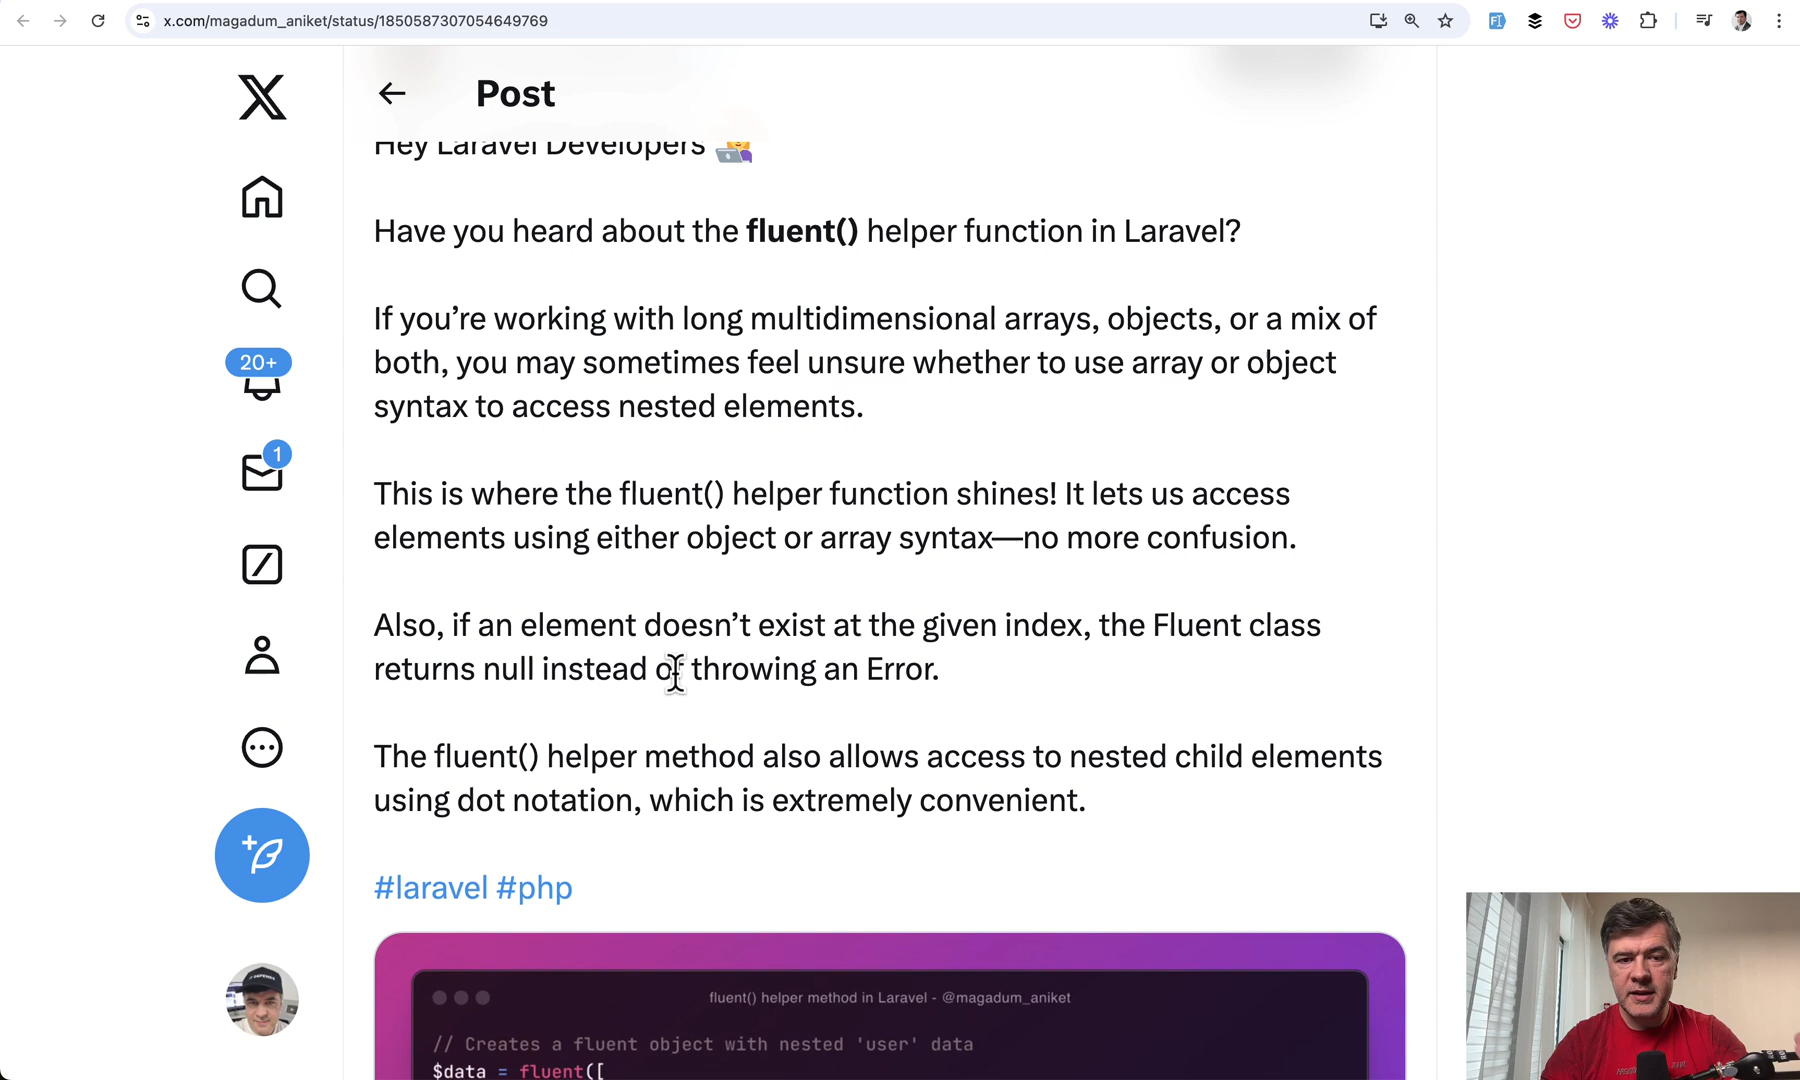 x.com/magadum_aniket/status/1850587307054649769
Post
Hey Laravel Developers
Have you heard about the fluent() helper function in Laravel?
20+
If you’re working with long multidimensional arrays, objects, or a mix of
both, you may sometimes feel unsure whether to use array or object
syntax to access nested elements.
1
This is where the fluent() helper function shines! It lets us access
elements using either object or array syntax—no more confusion.
Also, if an element doesn’t exist at the given index, the Fluent class
returns null instead of throwing an Error.
The fluent() helper method also allows access to nested child elements
using dot notation, which is extremely convenient.
#laravel #php
fluent() helper method in Laravel - @magadum_aniket
// Creates a fluent object with nested 'user' data
$data = fluent([